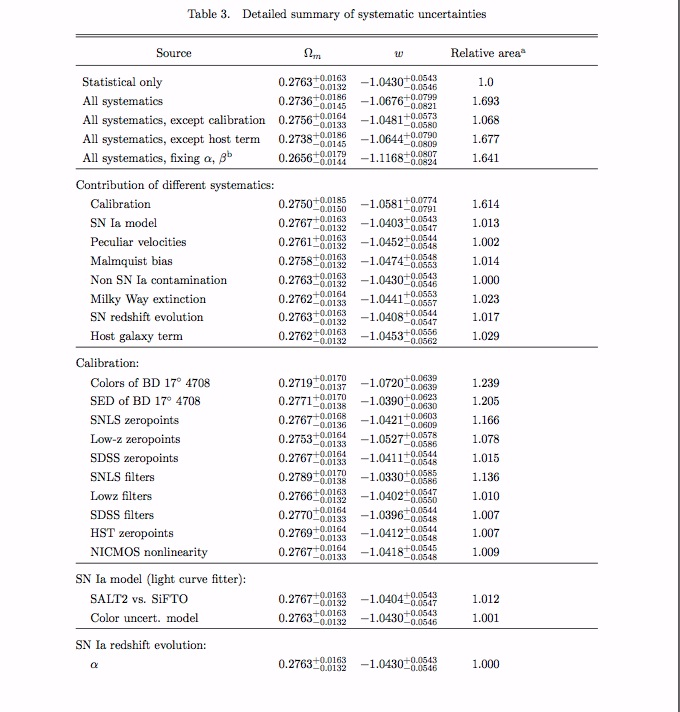 Table 3. Detailed summary of systematic uncertainties
Source Ωm w Relative areaᵃ
Statistical only 0.2763+0.0163−0.0132 −1.0430+0.0543−0.0546 1.0
All systematics 0.2736+0.0186−0.0145 −1.0676+0.0799−0.0821 1.693
All systematics, except calibration 0.2756+0.0164−0.0133 −1.0481+0.0573−0.0580 1.068
All systematics, except host term 0.2738+0.0186−0.0145 −1.0644+0.0790−0.0809 1.677
All systematics, fixing α, βᵇ 0.2656+0.0179−0.0144 −1.1168+0.0807−0.0824 1.641
Contribution of different systematics:
Calibration 0.2750+0.0185−0.0150 −1.0581+0.0774−0.0791 1.614
SN Ia model 0.2767+0.0163−0.0132 −1.0403+0.0543−0.0547 1.013
Peculiar velocities 0.2761+0.0163−0.0132 −1.0452+0.0544−0.0548 1.002
Malmquist bias 0.2758+0.0163−0.0132 −1.0474+0.0548−0.0553 1.014
Non SN Ia contamination 0.2763+0.0163−0.0132 −1.0430+0.0543−0.0546 1.000
Milky Way extinction 0.2762+0.0164−0.0133 −1.0441+0.0553−0.0557 1.023
SN redshift evolution 0.2763+0.0163−0.0132 −1.0408+0.0544−0.0547 1.017
Host galaxy term 0.2762+0.0163−0.0132 −1.0453+0.0556−0.0562 1.029
Calibration:
Colors of BD 17° 4708 0.2719+0.0170−0.0137 −1.0720+0.0639−0.0639 1.239
SED of BD 17° 4708 0.2771+0.0170−0.0138 −1.0390+0.0623−0.0630 1.205
SNLS zeropoints 0.2767+0.0168−0.0136 −1.0421+0.0603−0.0609 1.166
Low-z zeropoints 0.2753+0.0164−0.0133 −1.0527+0.0578−0.0586 1.078
SDSS zeropoints 0.2767+0.0164−0.0133 −1.0411+0.0544−0.0548 1.015
SNLS filters 0.2789+0.0170−0.0138 −1.0330+0.0585−0.0586 1.136
Lowz filters 0.2766+0.0163−0.0132 −1.0402+0.0547−0.0550 1.010
SDSS filters 0.2770+0.0164−0.0133 −1.0396+0.0544−0.0548 1.007
HST zeropoints 0.2769+0.0164−0.0133 −1.0412+0.0544−0.0548 1.007
NICMOS nonlinearity 0.2767+0.0164−0.0133 −1.0418+0.0545−0.0548 1.009
SN Ia model (light curve fitter):
SALT2 vs. SiFTO 0.2767+0.0163−0.0132 −1.0404+0.0543−0.0547 1.012
Color uncert. model 0.2763+0.0163−0.0132 −1.0430+0.0543−0.0546 1.001
SN Ia redshift evolution:
α 0.2763+0.0163−0.0132 −1.0430+0.0543−0.0546 1.000